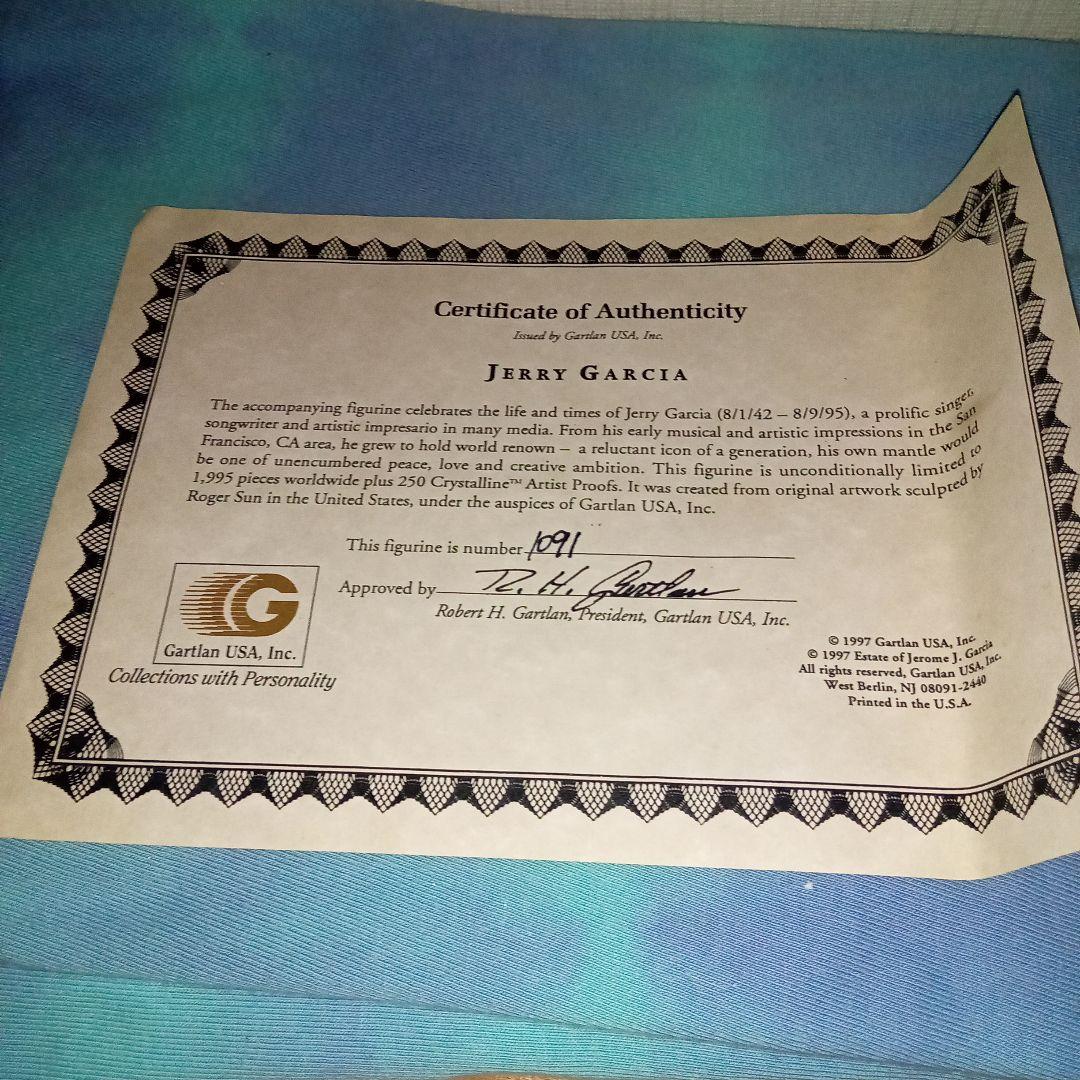 Certificate of Authenticity
Issued by Gartlan USA, Inc.
JERRY GARCIA
The accompanying figurine celebrates the life and times of Jerry Garcia (8/1/42 – 8/9/95), a prolific singer,
songwriter and artistic impresario in many media. From his early musical and artistic impressions in the San
Francisco, CA area, he grew to hold world renown – a reluctant icon of a generation, his own mantle would
be one of unencumbered peace, love and creative ambition. This figurine is unconditionally limited to
1,995 pieces worldwide plus 250 Crystalline™ Artist Proofs. It was created from original artwork sculpted by
Roger Sun in the United States, under the auspices of Gartlan USA, Inc.
This figurine is number 1091
Approved by R. H. Gartlan
Robert H. Gartlan, President, Gartlan USA, Inc.
G
Gartlan USA, Inc.
Collections with Personality
© 1997 Gartlan USA, Inc.
© 1997 Estate of Jerome J. Garcia
All rights reserved, Gartlan USA, Inc.
West Berlin, NJ 08091-2440
Printed in the U.S.A.